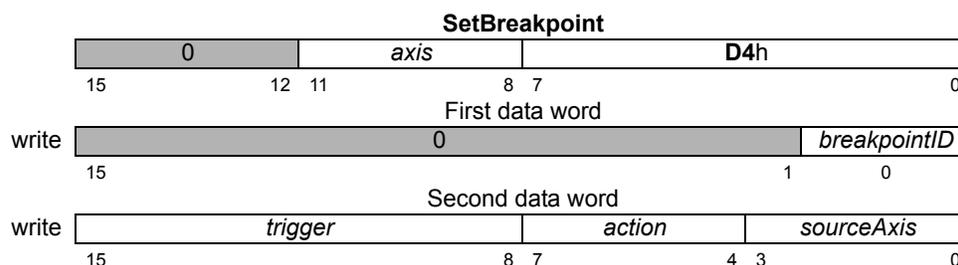 SetBreakpoint
0 axis D4h
15 12 11 8 7 0
First data word
write 0 breakpointID
15 1 0
Second data word
write trigger action sourceAxis
15 8 7 4 3 0